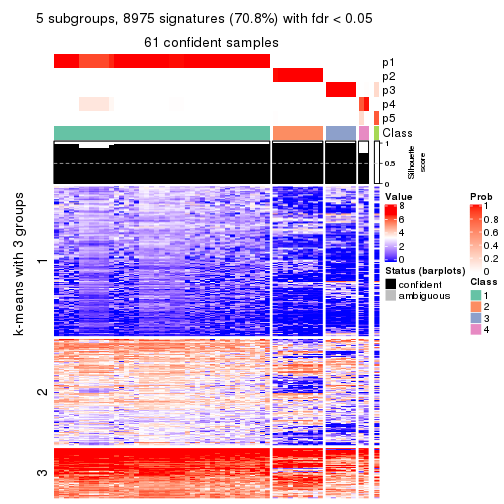 5 subgroups, 8975 signatures (70.8%) with fdr < 0.05
61 confident samples
p1
p2
p3
p4
p5
Class
1
0.5
0
Silhouette
score
k-means with 3 groups
1
2
3
Value
8
6
4
2
0
Status (barplots)
confident
ambiguous
Prob
1
0.8
0.6
0.4
0.2
0
Class
1
2
3
4